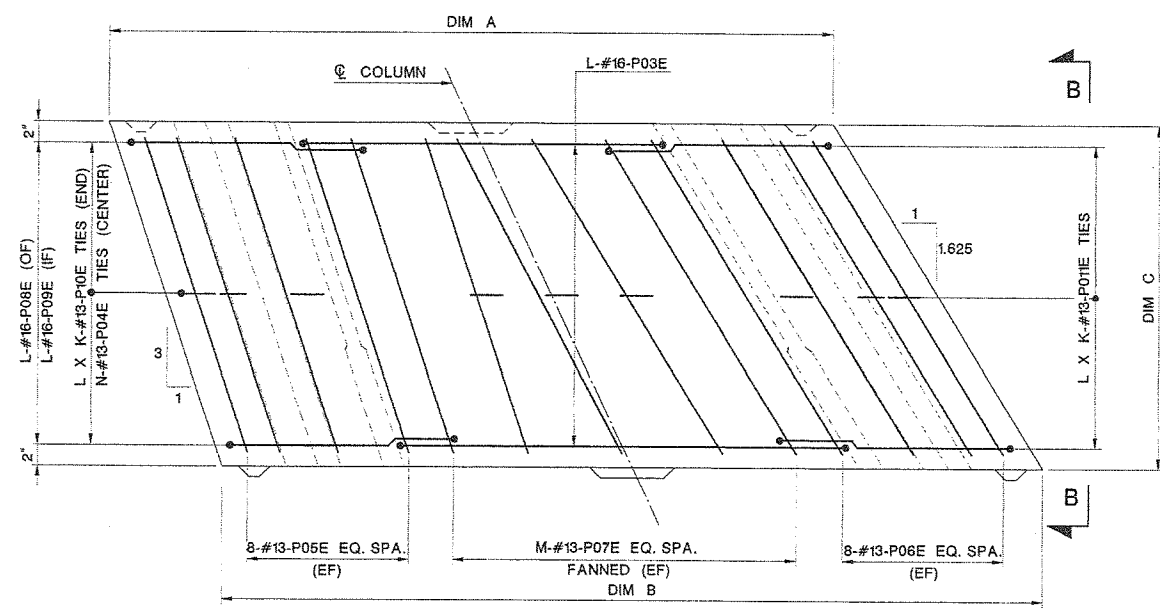 DIM A
℄ COLUMN
L-#16-P03E
B
2"
L-#16-P08E (OF)
L-#16-P09E (IF)
L X K-#13-P10E TIES (END)
N-#13-P04E TIES (CENTER)
3
1
1
1.625
L X K-#13-P011E TIES
DIM C
2"
B
8-#13-P05E EQ. SPA.
(EF)
M-#13-P07E EQ. SPA.
FANNED (EF)
8-#13-P06E EQ. SPA.
(EF)
DIM B